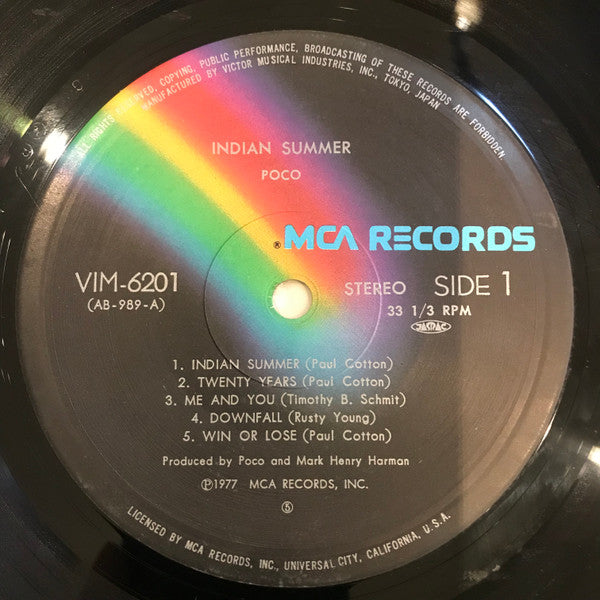 ALL RIGHTS RESERVED, COPYING, PUBLIC PERFORMANCE, BROADCASTING OF THESE RECORDS ARE FORBIDDEN
MANUFACTURED BY VICTOR MUSICAL INDUSTRIES, INC., TOKYO, JAPAN
INDIAN SUMMER
POCO
®MCA RECORDS
VIM-6201
(AB-989-A)
STEREO SIDE 1
33 1/3 RPM
JASRAC
1. INDIAN SUMMER (Paul Cotton)
2. TWENTY YEARS (Paul Cotton)
3. ME AND YOU (Timothy B. Schmit)
4. DOWNFALL (Rusty Young)
5. WIN OR LOSE (Paul Cotton)
Produced by Poco and Mark Henry Harman
Ⓟ1977 MCA RECORDS, INC.
⑤
LICENSED BY MCA RECORDS, INC., UNIVERSAL CITY, CALIFORNIA, U.S.A.